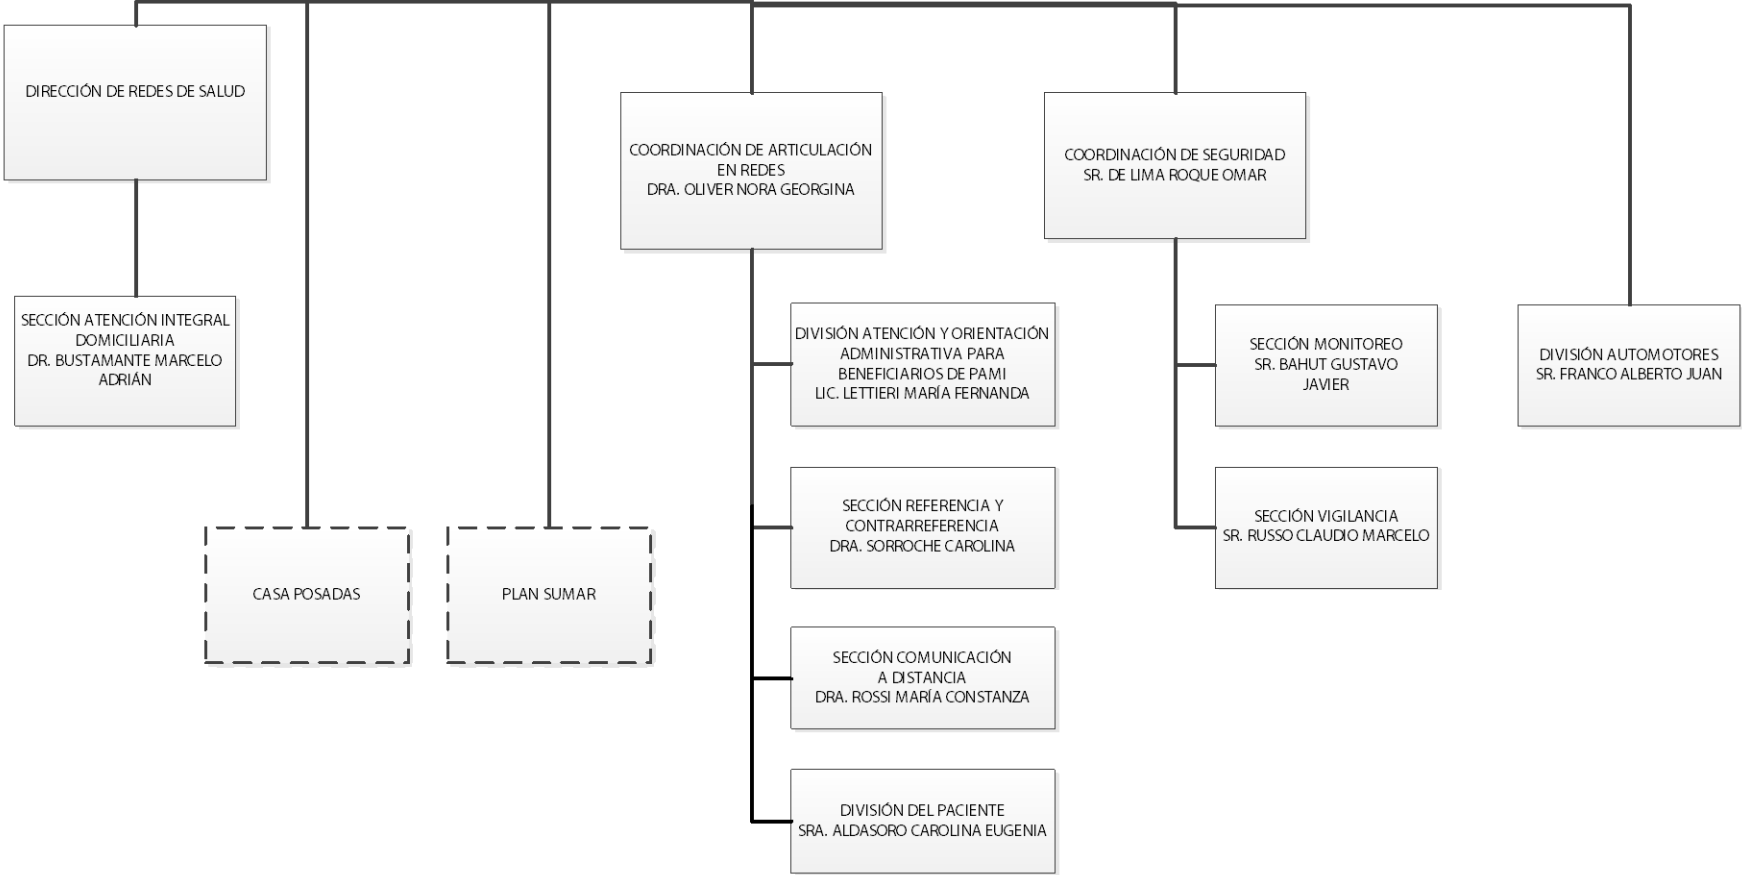 DIRECCIÓN DE REDES DE SALUD
SECCIÓN ATENCIÓN INTEGRAL
DOMICILIARIA
DR. BUSTAMANTE MARCELO
ADRIÁN
CASA POSADAS
PLAN SUMAR
COORDINACIÓN DE ARTICULACIÓN
EN REDES
DRA. OLIVER NORA GEORGINA
DIVISIÓN ATENCIÓN Y ORIENTACIÓN
ADMINISTRATIVA PARA
BENEFICIARIOS DE PAMI
LIC. LETTIERI MARÍA FERNANDA
SECCIÓN REFERENCIA Y
CONTRARREFERENCIA
DRA. SORROCHE CAROLINA
SECCIÓN COMUNICACIÓN
A DISTANCIA
DRA. ROSSI MARÍA CONSTANZA
DIVISIÓN DEL PACIENTE
SRA. ALDASORO CAROLINA EUGENIA
COORDINACIÓN DE SEGURIDAD
SR. DE LIMA ROQUE OMAR
SECCIÓN MONITOREO
SR. BAHUT GUSTAVO
JAVIER
SECCIÓN VIGILANCIA
SR. RUSSO CLAUDIO MARCELO
DIVISIÓN AUTOMOTORES
SR. FRANCO ALBERTO JUAN